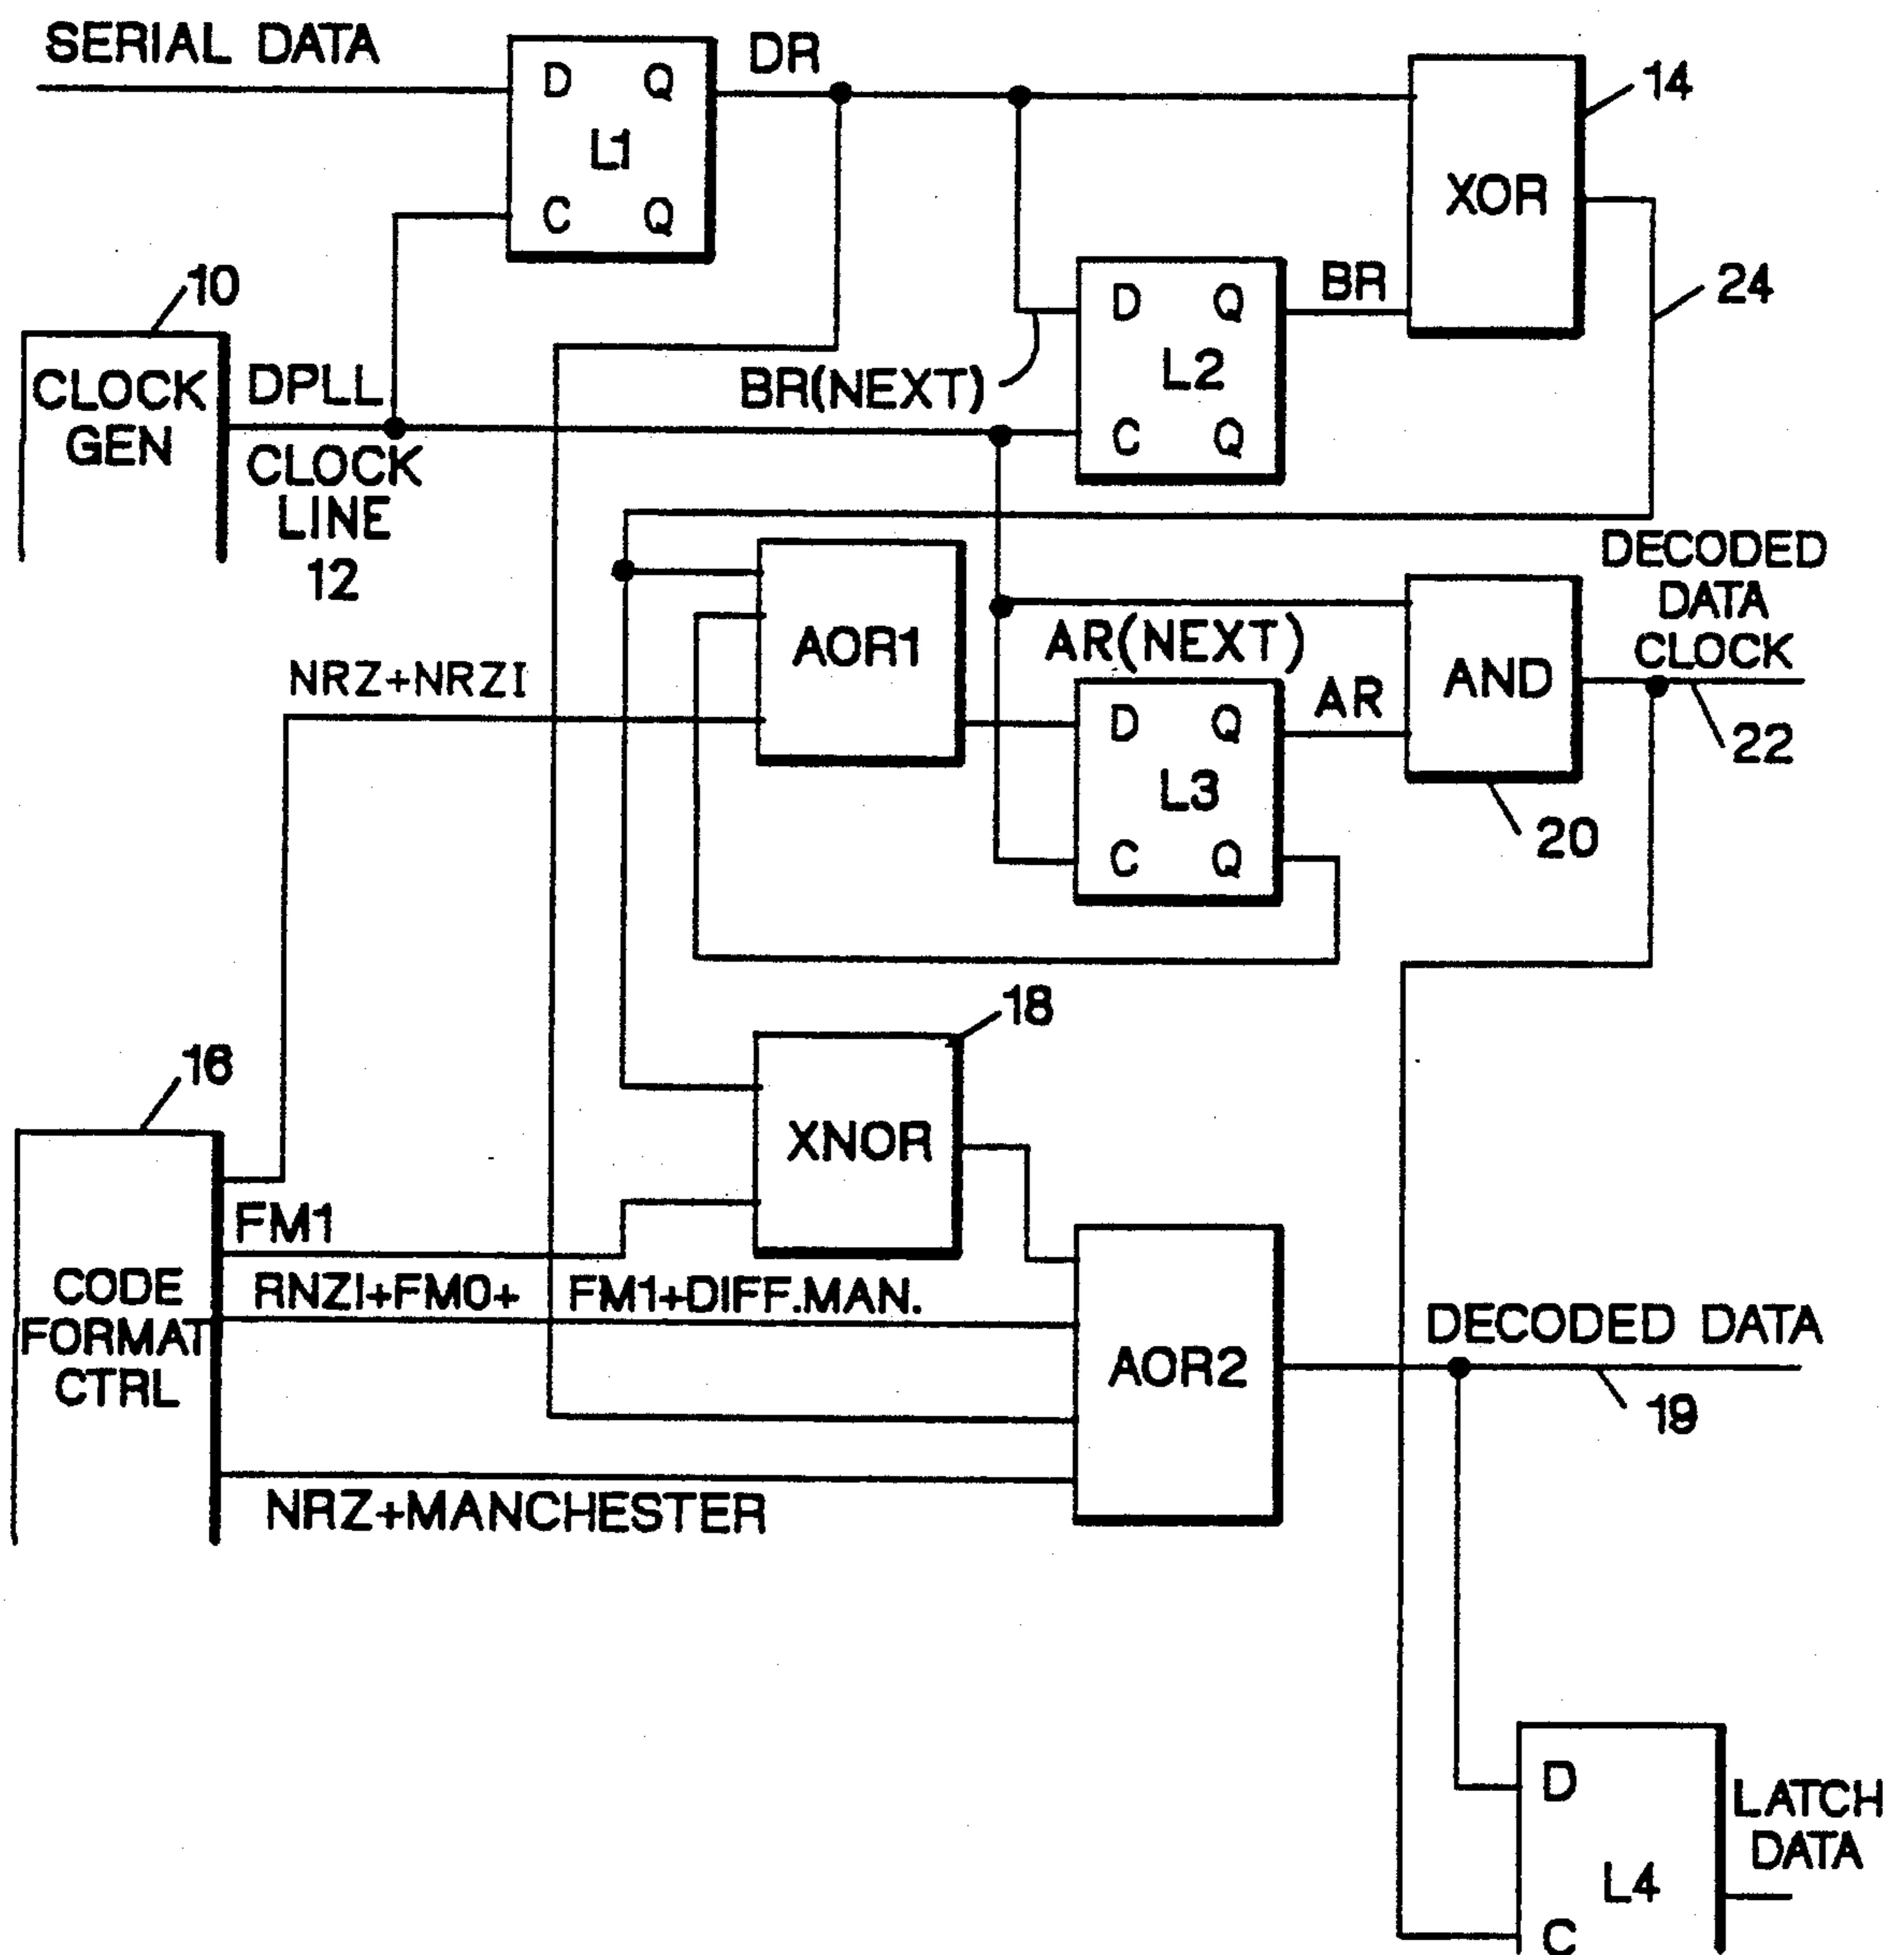 SERIAL DATA
D Q
L1
C Q
DR
XOR
14
10
CLOCK
GEN
DPLL
CLOCK
LINE
12
BR(NEXT)
D Q
L2
C Q
BR
24
NRZ+NRZI
AOR1
AR(NEXT)
D Q
L3
C Q
AR
AND
20
DECODED
DATA
CLOCK
22
16
CODE
FORMAT
CTRL
FM1
RNZI+FM0+ FM1+DIFF.MAN.
NRZ+MANCHESTER
XNOR
18
AOR2
DECODED DATA
19
D
L4
C
LATCH
DATA